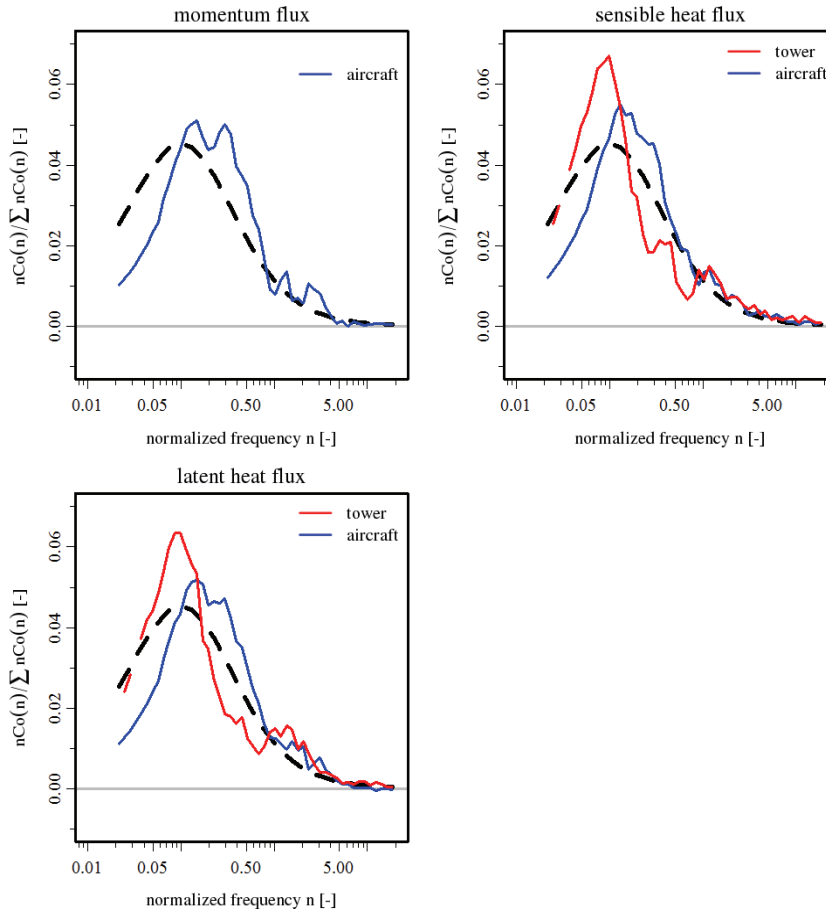 momentum flux
aircraft
nCo(n)/∑ nCo(n) [-]
0.06
0.04
0.02
0.00
0.01 0.05 0.50 5.00
normalized frequency n [-]
sensible heat flux
tower
aircraft
nCo(n)/∑ nCo(n) [-]
0.06
0.04
0.02
0.00
0.01 0.05 0.50 5.00
normalized frequency n [-]
latent heat flux
tower
aircraft
nCo(n)/∑ nCo(n) [-]
0.06
0.04
0.02
0.00
0.01 0.05 0.50 5.00
normalized frequency n [-]